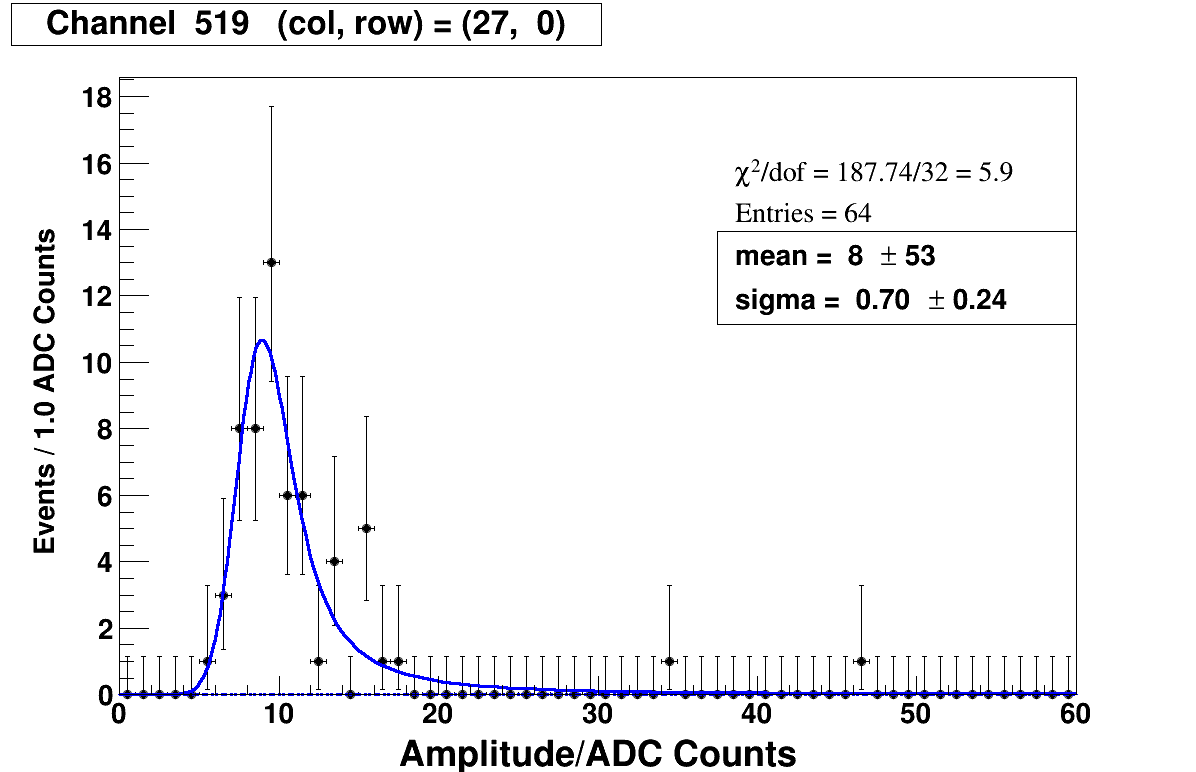 Channel 519 (col, row) = (27, 0)
18
16
14
12
10
8
6
4
2
0
Events / 1.0 ADC Counts
χ²/dof = 187.74/32 = 5.9
Entries = 64
mean = 8 ± 53
sigma = 0.70 ± 0.24
0 10 20 30 40 50 60
Amplitude/ADC Counts